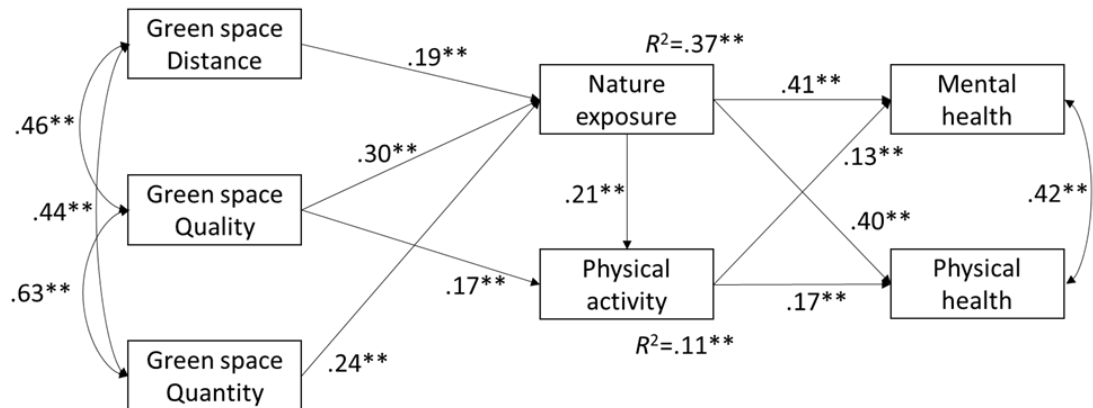 Green space
Distance
.19**
R²=.37**
Nature
exposure
.41**
Mental
health
.46**
.30**
.13**
Green space
Quality
.44**
.21**
.42**
.40**
.63**
.17**
Physical
activity
.17**
Physical
health
R²=.11**
Green space
Quantity
.24**